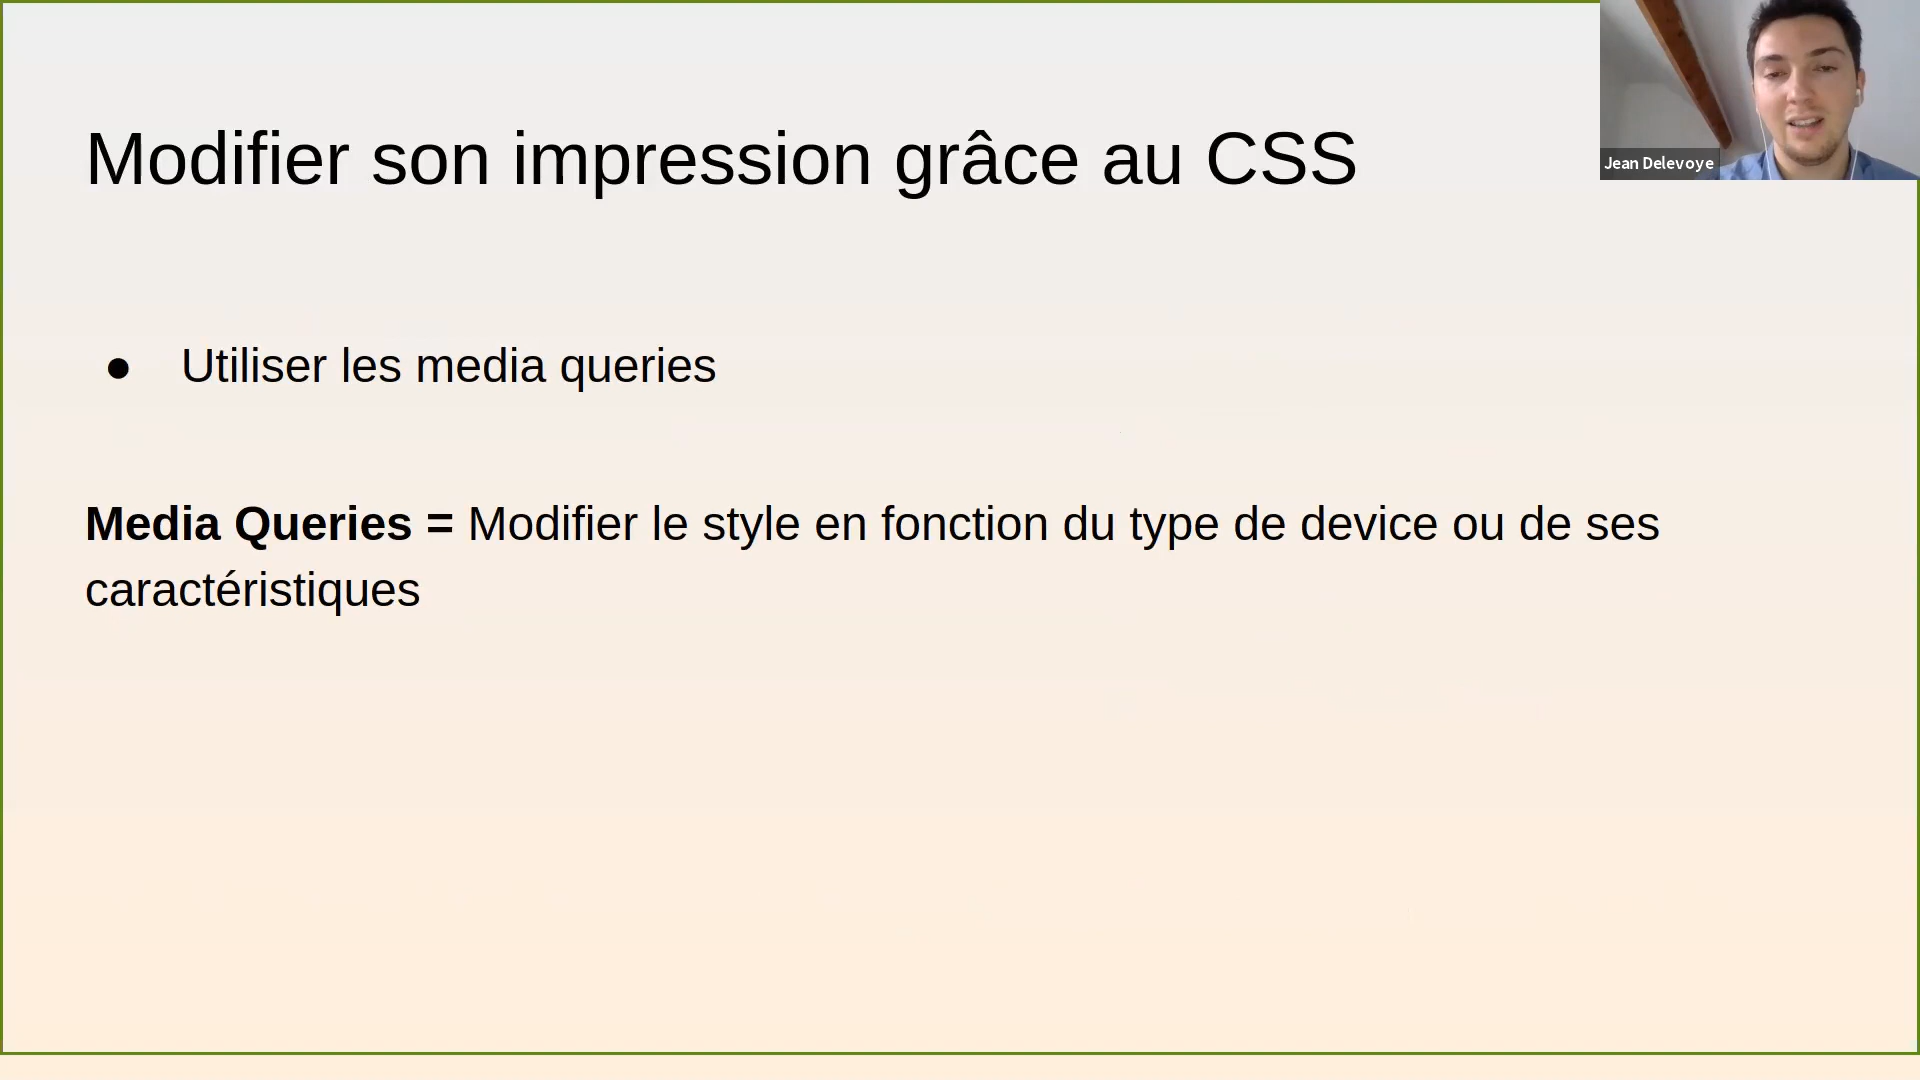 Modifier son impression grâce au CSS
Jean Delevoye
● Utiliser les media queries
Media Queries = Modifier le style en fonction du type de device ou de ses
caractéristiques